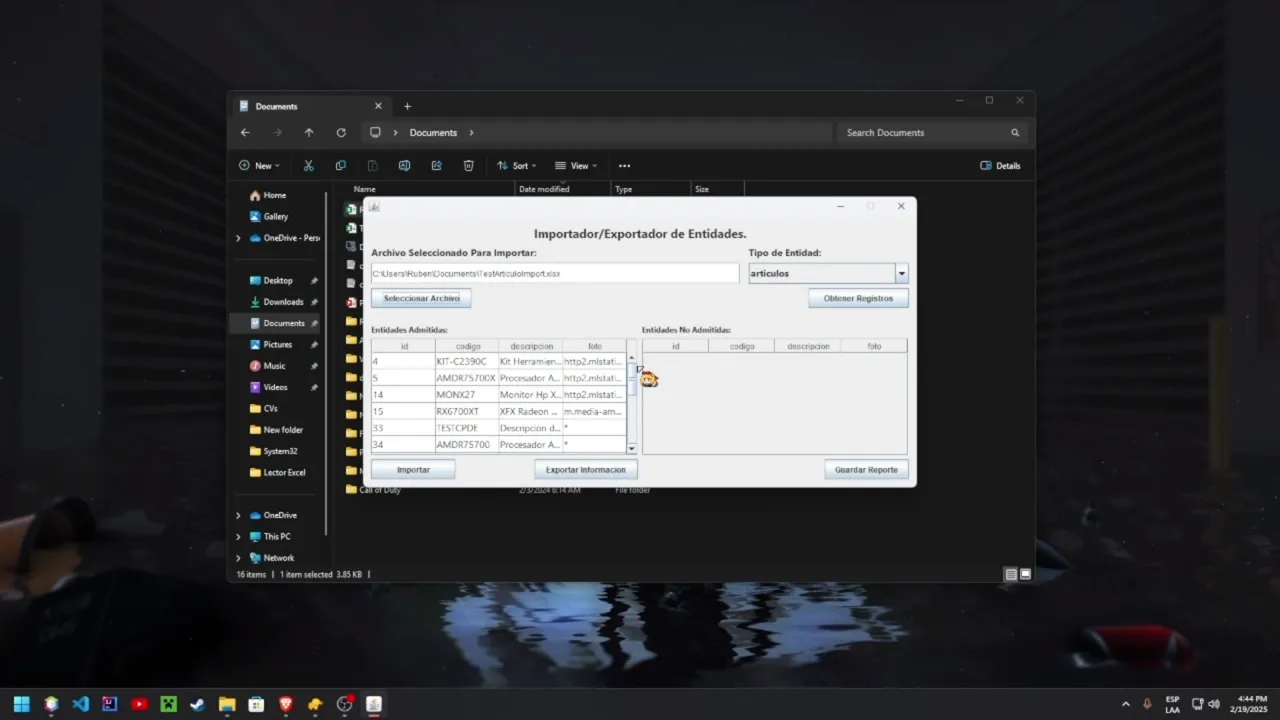 Documents
Documents
Search Documents
New
Sort
View
Details
Name
Date modified
Type
Size
Home
Gallery
OneDrive - Pers
Desktop
Downloads
Documents
Pictures
Music
Videos
CVs
New folder
System32
Lector Excel
OneDrive
This PC
Network
Importador/Exportador de Entidades.
Archivo Seleccionado Para Importar:
Tipo de Entidad:
C:\Users\Ruben\Documents\TestArticuloImport.xlsx
articulos
Seleccionar Archivo
Obtener Registros
Entidades Admitidas:
Entidades No Admitidas:
id codigo descripcion foto
id codigo descripcion foto
4 KIT-C2390C Kit Herramien... http2.mlstati...
5 AMDR75700X Procesador A... http2.mlstati...
14 MONX27 Monitor Hp X... http2.mlstati...
15 RX6700XT XFX Radeon ... m.media-am...
33 TESTCPDE Descripcion d... *
34 AMDR75700 Procesador A... *
Importar
Exportar Informacion
Guardar Reporte
Call of Duty
2/3/2024 6:14 AM
File folder
16 items | 1 item selected 3.85 KB |
ESP
LAA
4:44 PM
2/19/2025